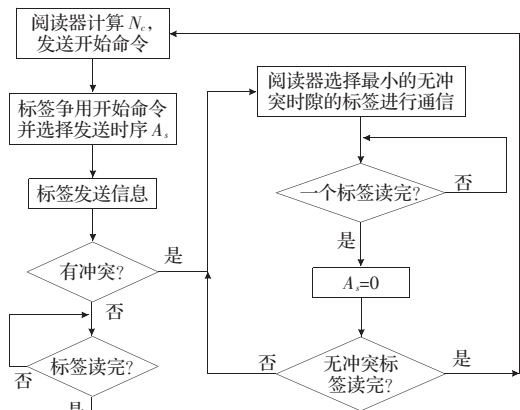 阅读器计算 Nc,
发送开始命令
标签争用开始命令
并选择发送时序 As
标签发送信息
有冲突?
是
否
标签读完?
否
是
阅读器选择最小的无冲
突时隙的标签进行通信
一个标签读完?
否
是
As=0
无冲突标
签读完?
否
是